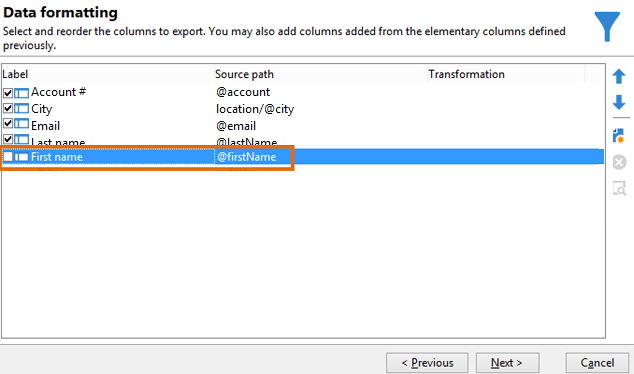 Data formatting
Select and reorder the columns to export. You may also add columns added from the elementary columns defined
previously.
Label Source path Transformation
Account # @account
City location/@city
Email @email
Last name @lastName
First name @firstName
< Previous Next > Cancel